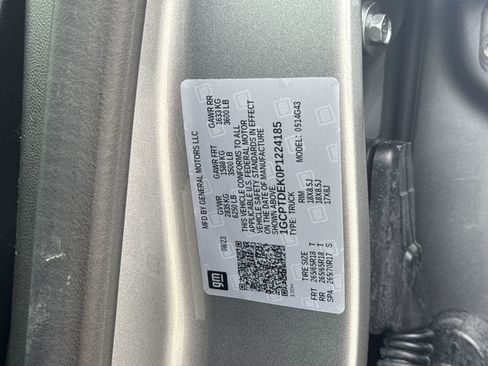 MFD BY GENERAL MOTORS LLC
08/23 GVWR GAWR FRT GAWR RR
2835 KG 1588 KG 1633 KG
6250 LB 3500 LB 3600 LB
THIS VEHICLE CONFORMS TO ALL
APPLICABLE U.S. FEDERAL MOTOR
VEHICLE SAFETY STANDARDS IN EFFECT
ON THE DATE OF MANUFACTURE
SHOWN ABOVE.
1GCPTDEK0P1224185
TYPE: TRUCK MODEL: 0514G43
gm
TIRE SIZE RIM
FRT 265/65R18 T 18X8.5J
RR 265/65R18 T 18X8.5J
SPA 265/70R17 S 17X8J